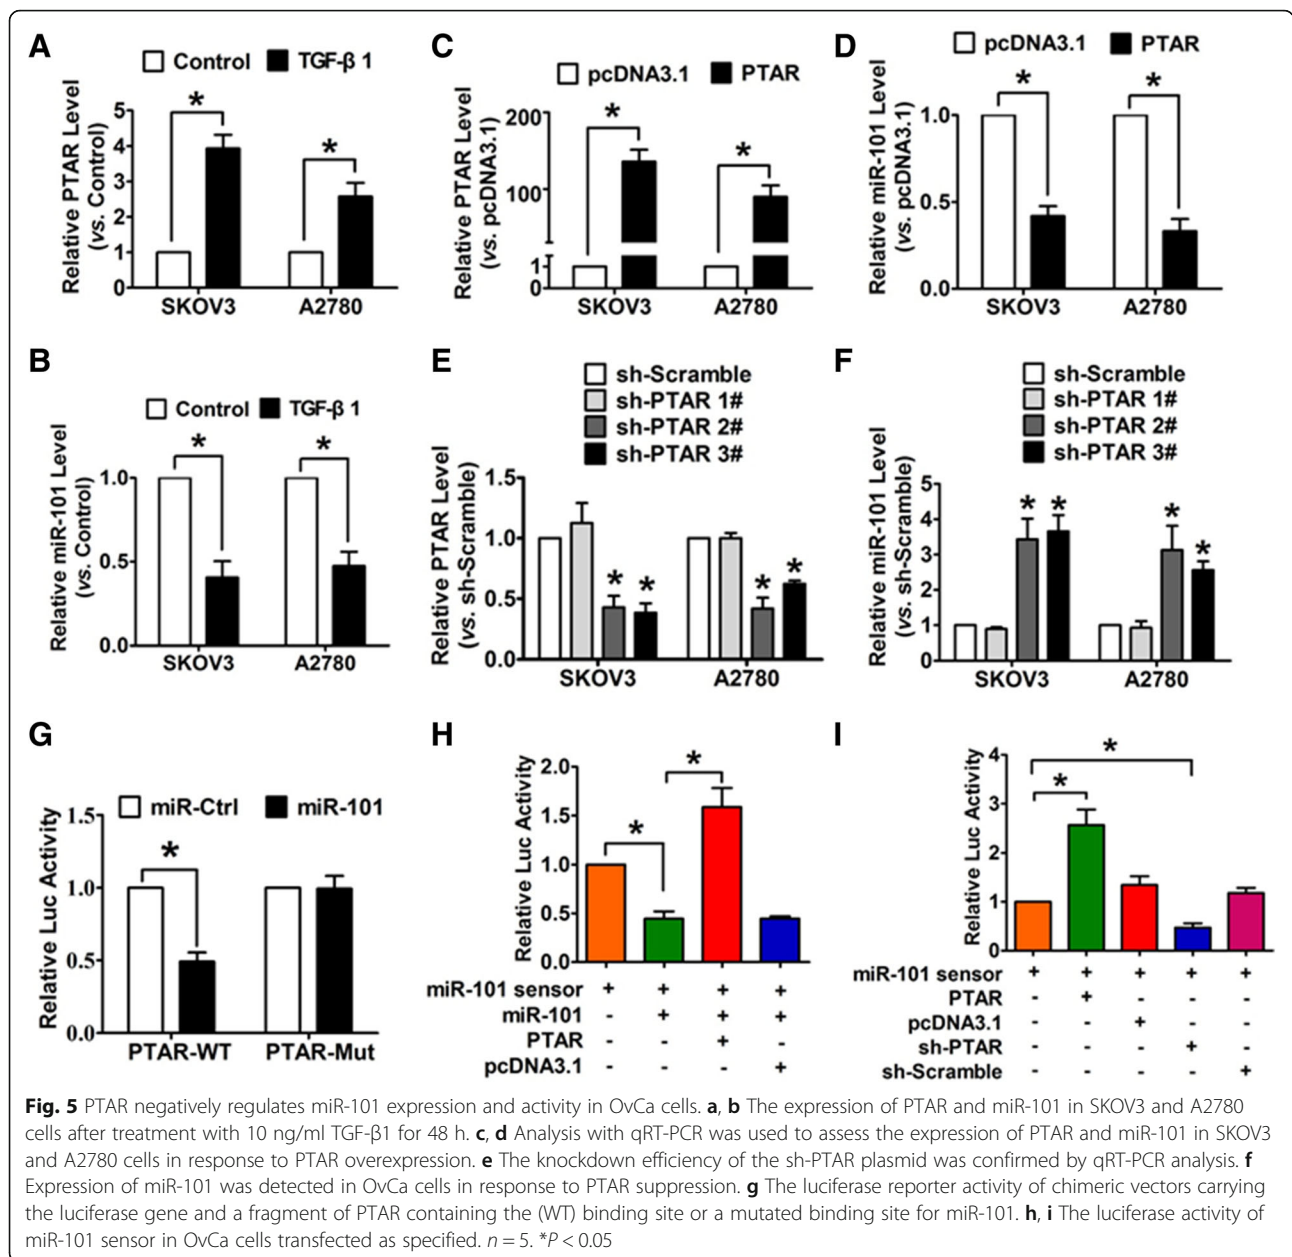 A
Control TGF-β 1
Relative PTAR Level
(vs. Control)
5
4
3
2
1
0
*
*
SKOV3 A2780
C
pcDNA3.1 PTAR
Relative PTAR Level
(vs. pcDNA3.1)
200
100
1
0
*
*
SKOV3 A2780
D
pcDNA3.1 PTAR
Relative miR-101 Level
(vs. pcDNA3.1)
1.0
0.5
0.0
*
*
SKOV3 A2780
B
Control TGF-β 1
Relative miR-101 Level
(vs. Control)
1.0
0.5
0.0
*
*
SKOV3 A2780
E
sh-Scramble
sh-PTAR 1#
sh-PTAR 2#
sh-PTAR 3#
Relative PTAR Level
(vs. sh-Scramble)
1.5
1.0
0.5
0.0
* *
* *
SKOV3 A2780
F
sh-Scramble
sh-PTAR 1#
sh-PTAR 2#
sh-PTAR 3#
Relative miR-101 Level
(vs. sh-Scramble)
5
4
3
2
1
0
* *
* *
SKOV3 A2780
G
miR-Ctrl miR-101
Relative Luc Activity
1.5
1.0
0.5
0.0
*
PTAR-WT PTAR-Mut
H
Relative Luc Activity
2.0
1.5
1.0
0.5
0.0
*
*
miR-101 sensor + + + +
miR-101 - + + +
PTAR - - + -
pcDNA3.1 - - - +
I
Relative Luc Activity
4
3
2
1
0
*
*
miR-101 sensor + + + + +
PTAR - + - - -
pcDNA3.1 - - + - -
sh-PTAR - - - + -
sh-Scramble - - - - +
Fig. 5 PTAR negatively regulates miR-101 expression and activity in OvCa cells. a, b The expression of PTAR and miR-101 in SKOV3 and A2780
cells after treatment with 10 ng/ml TGF-β1 for 48 h. c, d Analysis with qRT-PCR was used to assess the expression of PTAR and miR-101 in SKOV3
and A2780 cells in response to PTAR overexpression. e The knockdown efficiency of the sh-PTAR plasmid was confirmed by qRT-PCR analysis. f
Expression of miR-101 was detected in OvCa cells in response to PTAR suppression. g The luciferase reporter activity of chimeric vectors carrying
the luciferase gene and a fragment of PTAR containing the (WT) binding site or a mutated binding site for miR-101. h, i The luciferase activity of
miR-101 sensor in OvCa cells transfected as specified. n = 5. *P < 0.05